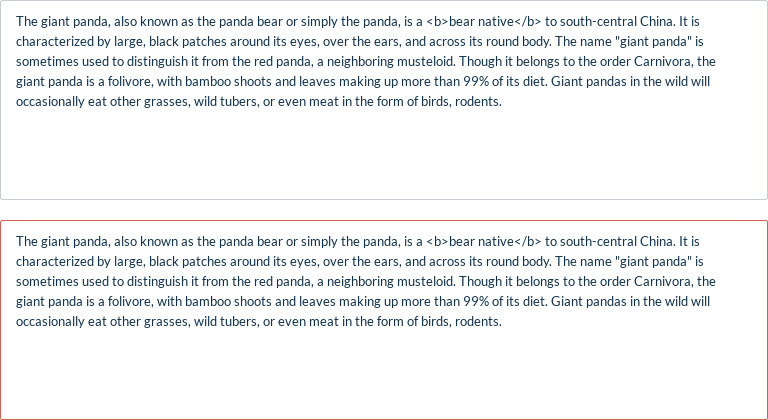 The giant panda, also known as the panda bear or simply the panda, is a <b>bear native</b> to south-central China. It is
characterized by large, black patches around its eyes, over the ears, and across its round body. The name "giant panda" is
sometimes used to distinguish it from the red panda, a neighboring musteloid. Though it belongs to the order Carnivora, the
giant panda is a folivore, with bamboo shoots and leaves making up more than 99% of its diet. Giant pandas in the wild will
occasionally eat other grasses, wild tubers, or even meat in the form of birds, rodents.
The giant panda, also known as the panda bear or simply the panda, is a <b>bear native</b> to south-central China. It is
characterized by large, black patches around its eyes, over the ears, and across its round body. The name "giant panda" is
sometimes used to distinguish it from the red panda, a neighboring musteloid. Though it belongs to the order Carnivora, the
giant panda is a folivore, with bamboo shoots and leaves making up more than 99% of its diet. Giant pandas in the wild will
occasionally eat other grasses, wild tubers, or even meat in the form of birds, rodents.